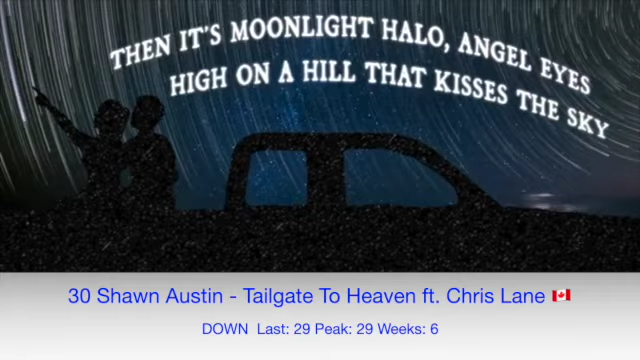 THEN IT'S MOONLIGHT HALO, ANGEL EYES
HIGH ON A HILL THAT KISSES THE SKY
30 Shawn Austin - Tailgate To Heaven ft. Chris Lane 🇨🇦
DOWN Last: 29 Peak: 29 Weeks: 6